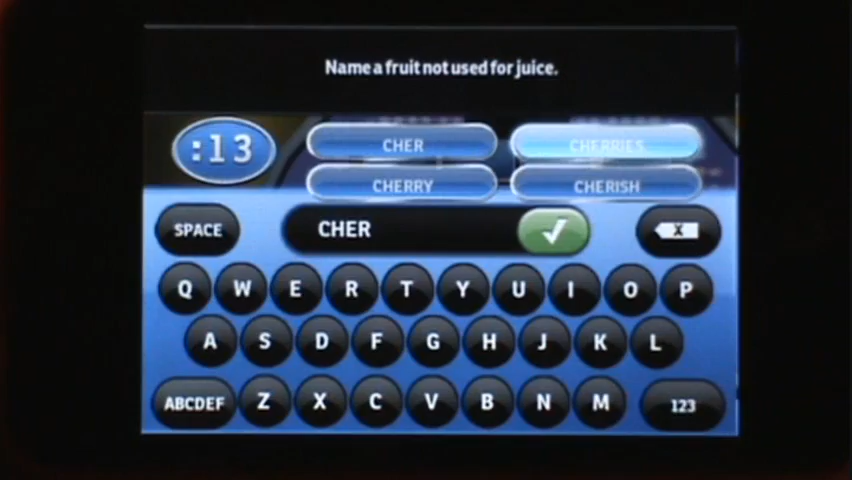 Name a fruit not used for juice.
:13
CHER
CHERRIES
CHERRY
CHERISH
SPACE
CHER
X
Q W E R T Y U I O P
A S D F G H J K L
ABCDEF Z X C V B N M 123